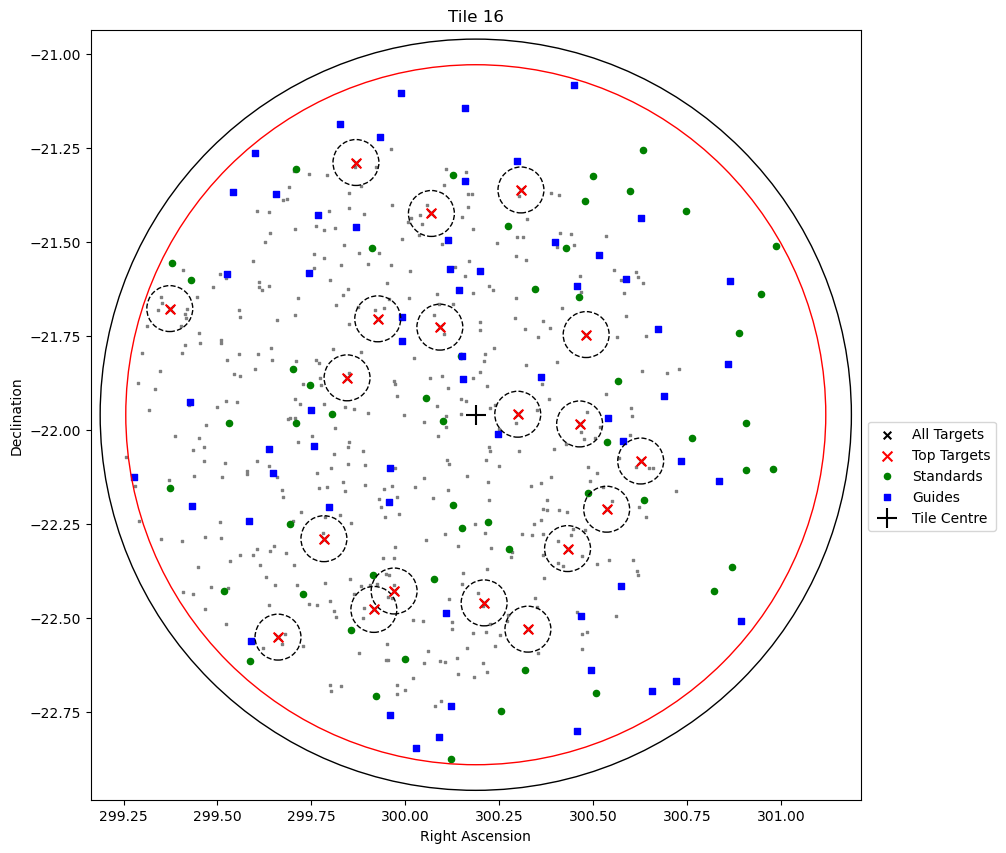 Tile 16
−21.00
−21.25
−21.50
−21.75
−22.00
−22.25
−22.50
−22.75
Declination
299.25 299.50 299.75 300.00 300.25 300.50 300.75 301.00
Right Ascension
All Targets
Top Targets
Standards
Guides
Tile Centre